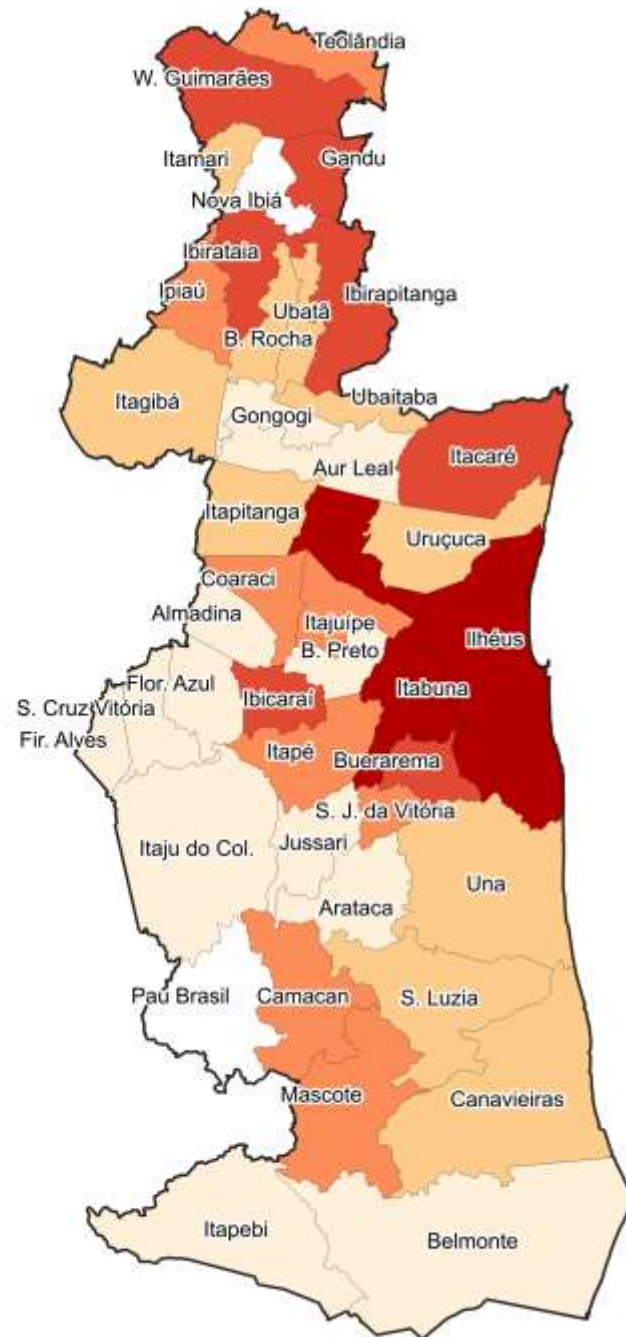 Teolândia
W. Guimarães
Itamari
Gandu
Nova Ibiá
Ibirataia
Ipiaú
Ibirapitanga
Ubatã
B. Rocha
Itagibá
Ubaitaba
Gongogi
Aur Leal
Itacaré
Itapitanga
Uruçuca
Coaraci
Almadina
Itajuípe
Ilhéus
B. Preto
Flor. Azul
Ibicaraí
Itabuna
S. Cruz Vitória
Fir. Alves
Itapé
Buerarema
S. J. da Vitória
Itaju do Col.
Jussari
Una
Arataca
Pau Brasil
Camacan
S. Luzia
Mascote
Canavieiras
Itapebi
Belmonte